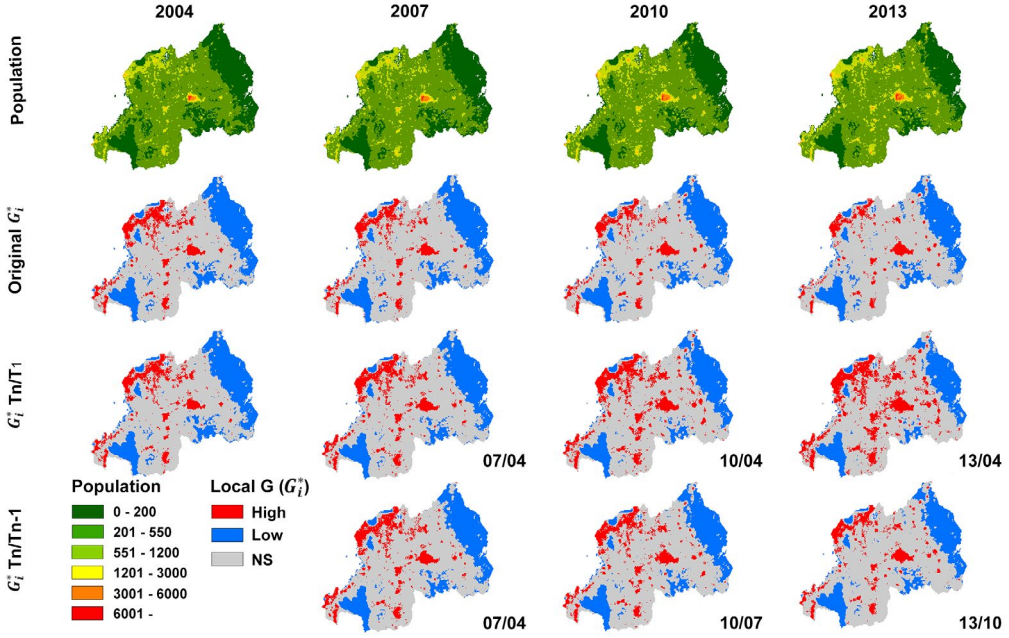 2004 2007 2010 2013
Population
Original G*i
G*i Tn/T1
07/04 10/04 13/04
G*i Tn/Tn-1
Population
0 - 200
201 - 550
551 - 1200
1201 - 3000
3001 - 6000
6001 -
Local G (G*i)
High
Low
NS
07/04 10/07 13/10